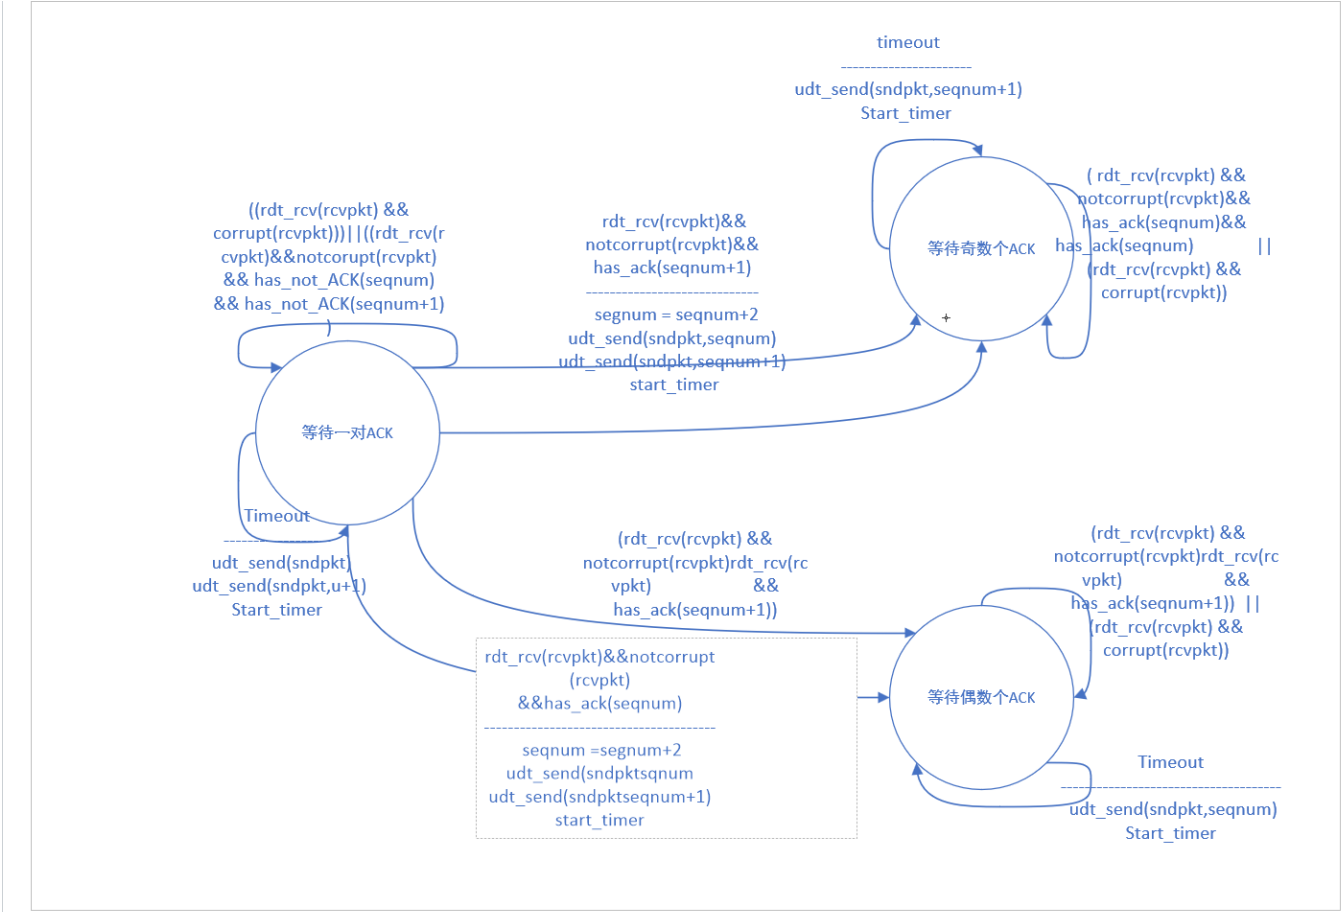 timeout
----------------------
udt_send(sndpkt,seqnum+1)
Start_timer
等待奇数个ACK
( rdt_rcv(rcvpkt) &&
notcorrupt(rcvpkt)&&
has_ack(seqnum)&&
has_ack(seqnum) ||
(rdt_rcv(rcvpkt) &&
corrupt(rcvpkt))
((rdt_rcv(rcvpkt) &&
corrupt(rcvpkt)))||((rdt_rcv(r
cvpkt)&&notcorupt(rcvpkt)
&& has_not_ACK(seqnum)
&& has_not_ACK(seqnum+1)
)
rdt_rcv(rcvpkt)&&
notcorrupt(rcvpkt)&&
has_ack(seqnum+1)
-----------------------------
segnum = seqnum+2
udt_send(sndpkt,seqnum)
udt_send(sndpkt,seqnum+1)
start_timer
等待一对ACK
Timeout
----------------------
udt_send(sndpkt)
udt_send(sndpkt,u+1)
Start_timer
(rdt_rcv(rcvpkt) &&
notcorrupt(rcvpkt)rdt_rcv(rc
vpkt) &&
has_ack(seqnum+1))
rdt_rcv(rcvpkt)&&notcorrupt
(rcvpkt)
&&has_ack(seqnum)
---------------------------------------
seqnum =segnum+2
udt_send(sndpktsqnum
udt_send(sndpktseqnum+1)
start_timer
(rdt_rcv(rcvpkt) &&
notcorrupt(rcvpkt)rdt_rcv(rc
vpkt) &&
has_ack(seqnum+1)) ||
(rdt_rcv(rcvpkt) &&
corrupt(rcvpkt))
等待偶数个ACK
Timeout
-------------------------------------
udt_send(sndpkt,seqnum)
Start_timer